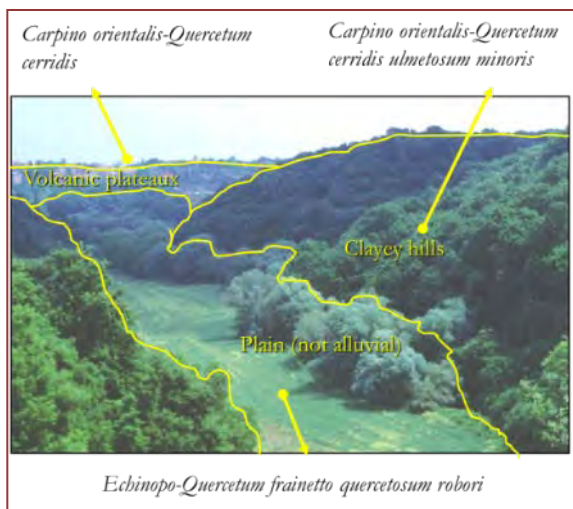 Carpino orientalis-Quercetum
cerridis
Carpino orientalis-Quercetum
cerridis ulmetosum minoris
Volcanic plateaux
Clayey hills
Plain (not alluvial)
Echinopo-Quercetum frainetto quercetosum robori